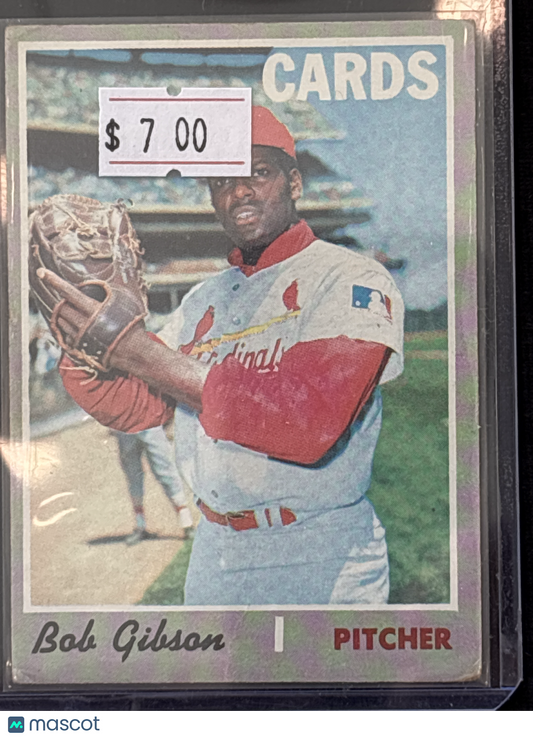 CARDS
$ 7 00
Cardinals
Bob Gibson
PITCHER
mascot